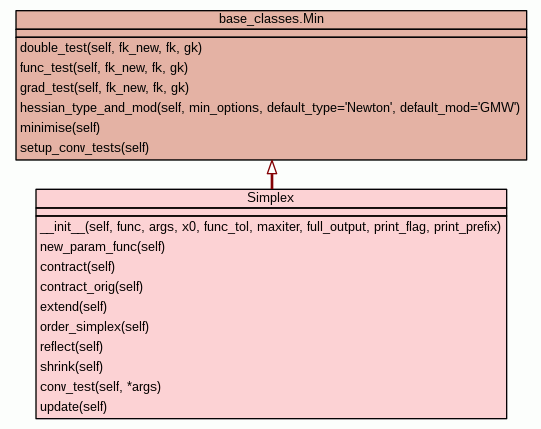 base_classes.Min
double_test(self, fk_new, fk, gk)
func_test(self, fk_new, fk, gk)
grad_test(self, fk_new, fk, gk)
hessian_type_and_mod(self, min_options, default_type='Newton', default_mod='GMW')
minimise(self)
setup_conv_tests(self)
Simplex
__init__(self, func, args, x0, func_tol, maxiter, full_output, print_flag, print_prefix)
new_param_func(self)
contract(self)
contract_orig(self)
extend(self)
order_simplex(self)
reflect(self)
shrink(self)
conv_test(self, *args)
update(self)